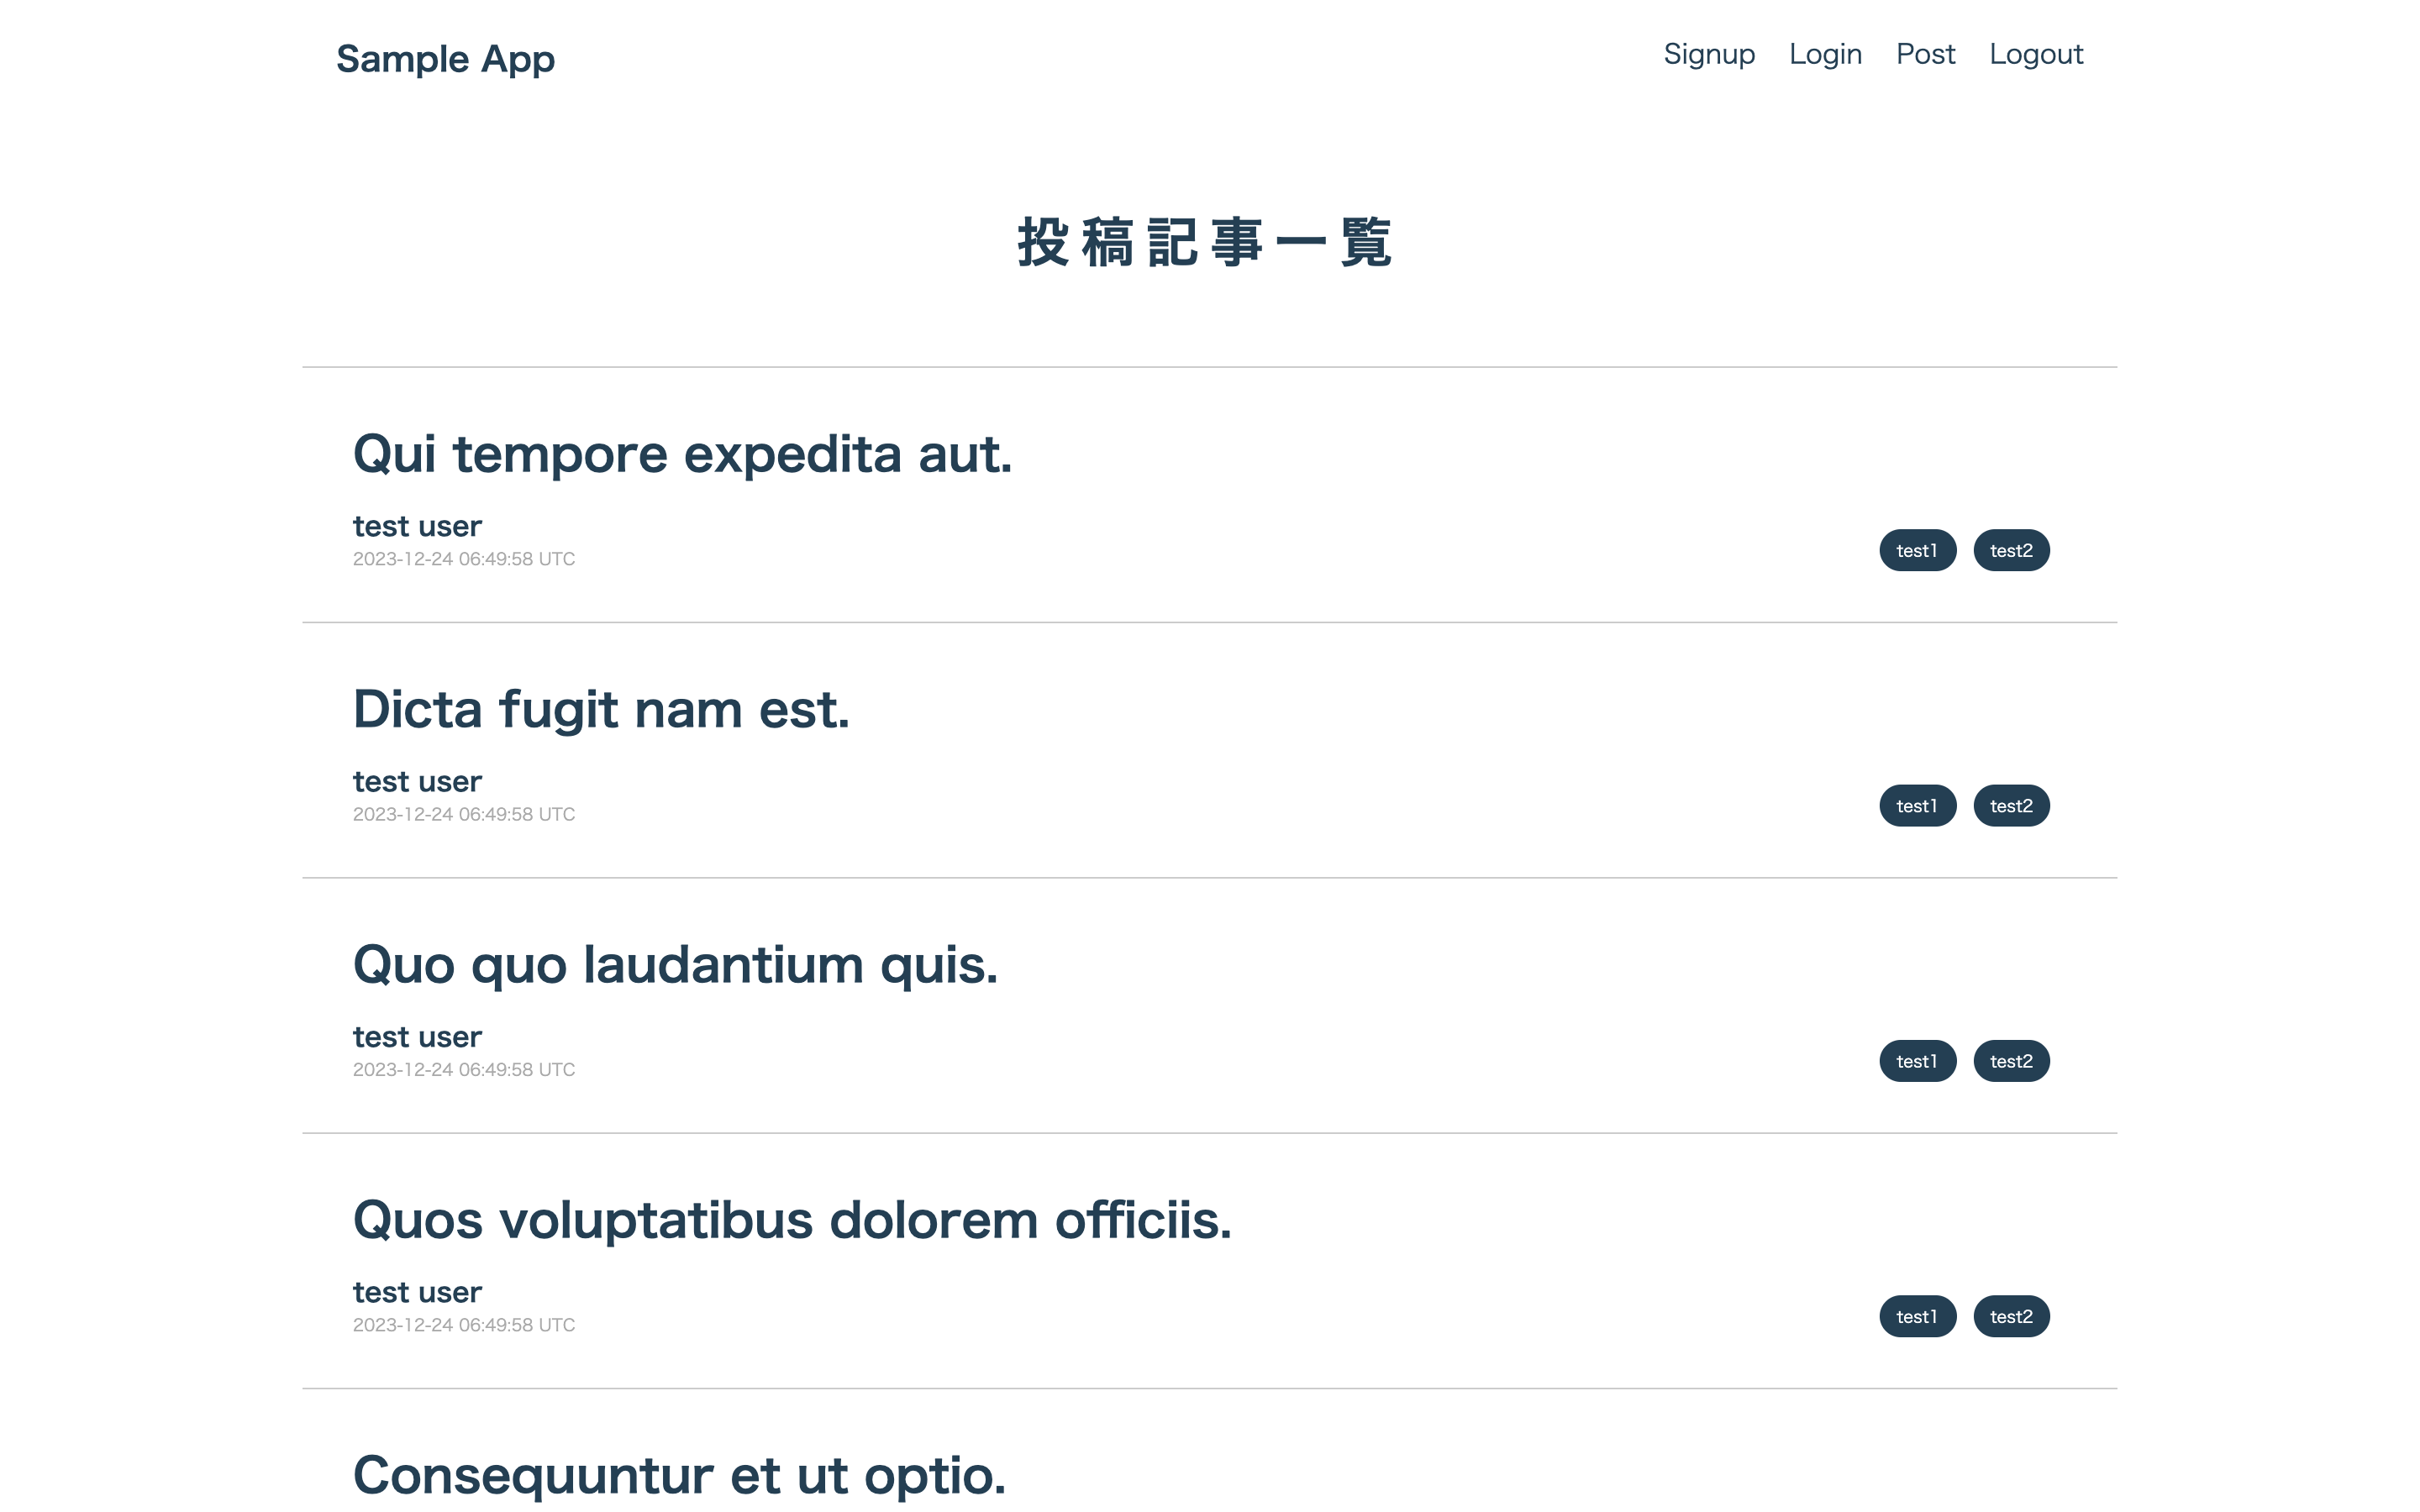 Sample App
Signup Login Post Logout
投稿記事一覧
Qui tempore expedita aut.
test user
2023-12-24 06:49:58 UTC
test1 test2
Dicta fugit nam est.
test user
2023-12-24 06:49:58 UTC
test1 test2
Quo quo laudantium quis.
test user
2023-12-24 06:49:58 UTC
test1 test2
Quos voluptatibus dolorem officiis.
test user
2023-12-24 06:49:58 UTC
test1 test2
Consequuntur et ut optio.